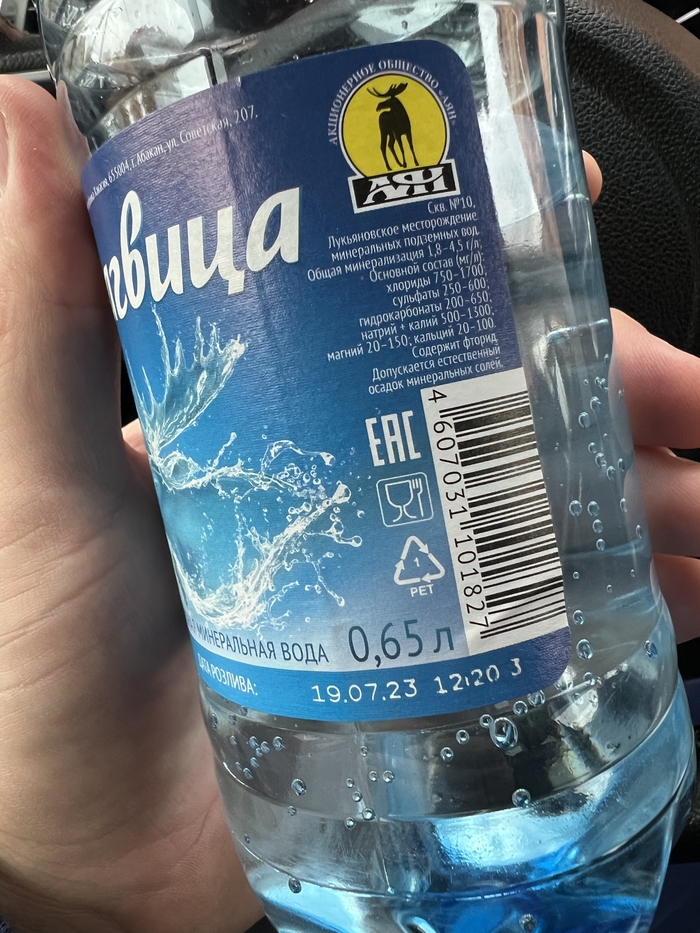 АКЦИОНЕРНОЕ ОБЩЕСТВО «АЯН»
АЯН
655004, г. Абакан, ул. Советская, 207.
Скв. №10,
Лукьяновское месторождение
минеральных подземных вод.
Общая минерализация 1,8–4,5 г/л;
Основной состав (мг/л):
хлориды 750–1700;
сульфаты 250–600;
гидрокарбонаты 200–650;
натрий + калий 500–1300;
магний 20–150; кальций 20–100.
Содержит фторид
Допускается естественный
осадок минеральных солей.
ЕАС
1
PET
4 607031 101827
МИНЕРАЛЬНАЯ ВОДА 0,65 л
ДАТА РОЗЛИВА: 19.07.23 12:20 3